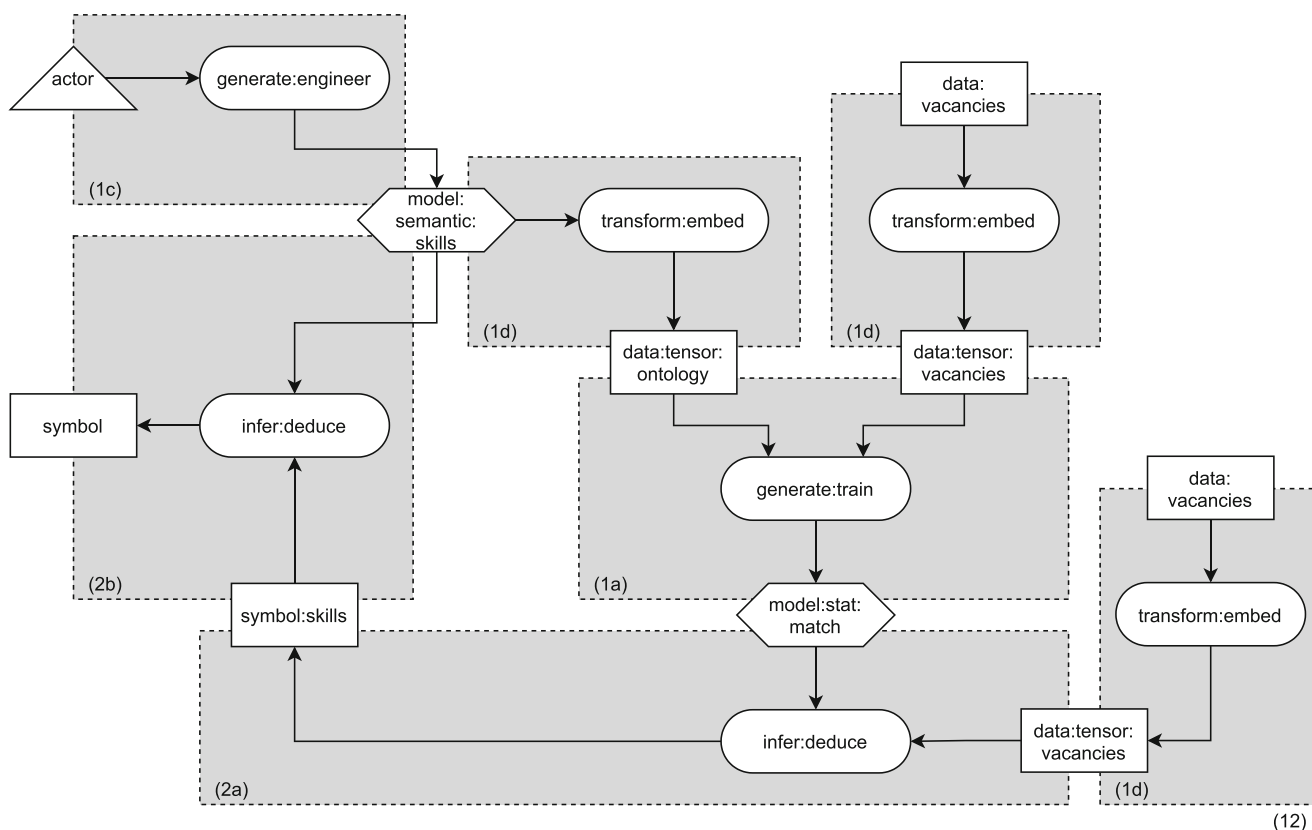 actor
generate:engineer
(1c)
data:
vacancies
model:
semantic:
skills
transform:embed
transform:embed
(1d)
(1d)
data:tensor:
ontology
data:tensor:
vacancies
symbol
infer:deduce
generate:train
data:
vacancies
(2b)
(1a)
symbol:skills
model:stat:
match
transform:embed
infer:deduce
data:tensor:
vacancies
(2a)
(1d)
(12)